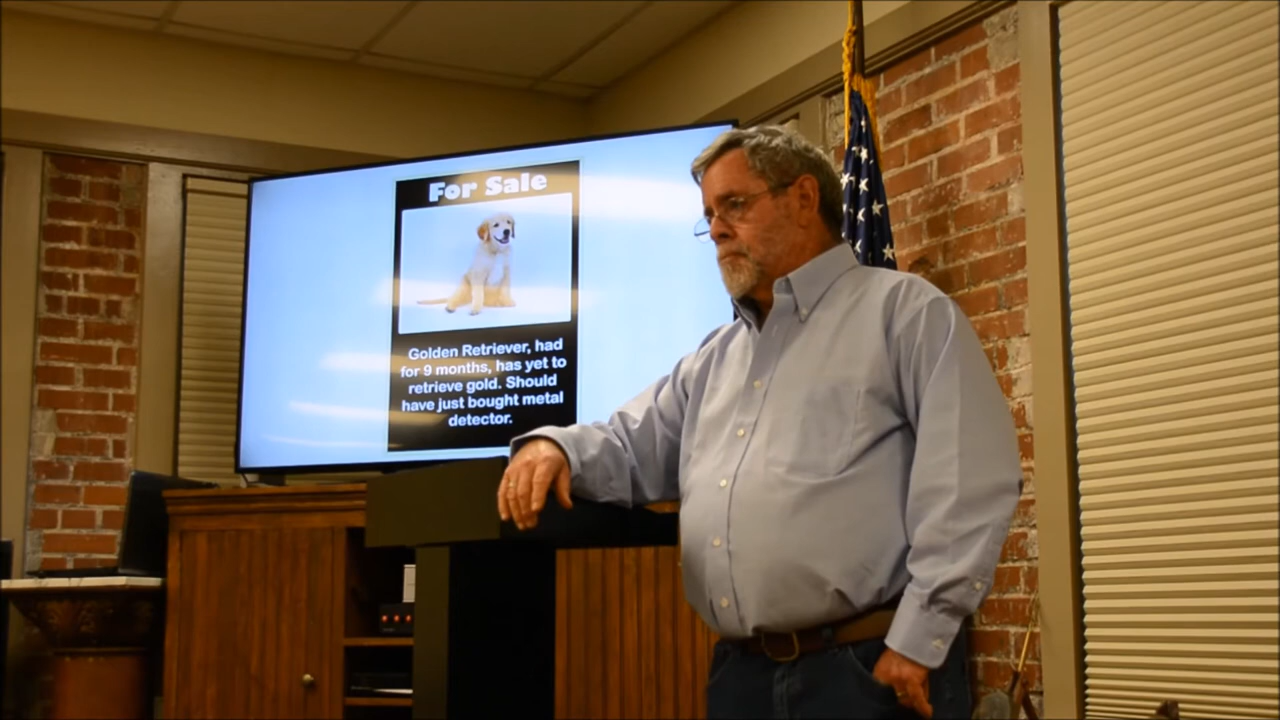 For Sale
Golden Retriever, had
for 9 months, has yet to
retrieve gold. Should
have just bought metal
detector.